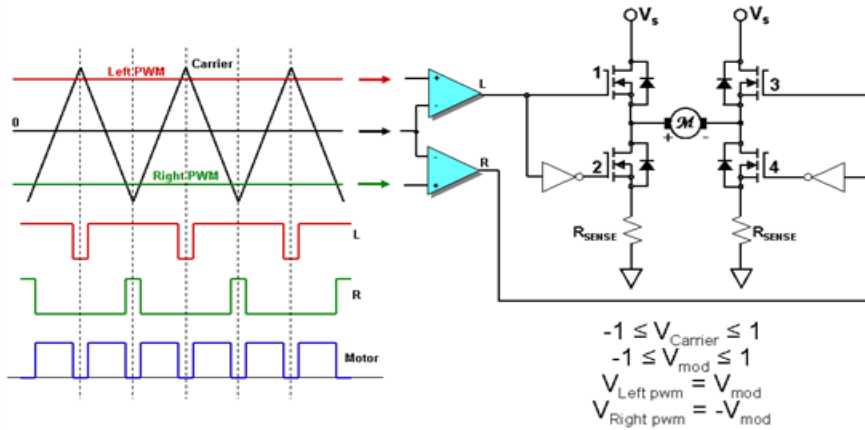 Left PWM
Carrier
0
Right PWM
L
R
Motor
L
R
Vs
Vs
1
3
M
+ -
2
4
RSENSE
RSENSE
+
-
-
+
-1 ≤ VCarrier ≤ 1
-1 ≤ Vmod ≤ 1
VLeft pwm = Vmod
VRight pwm = -Vmod